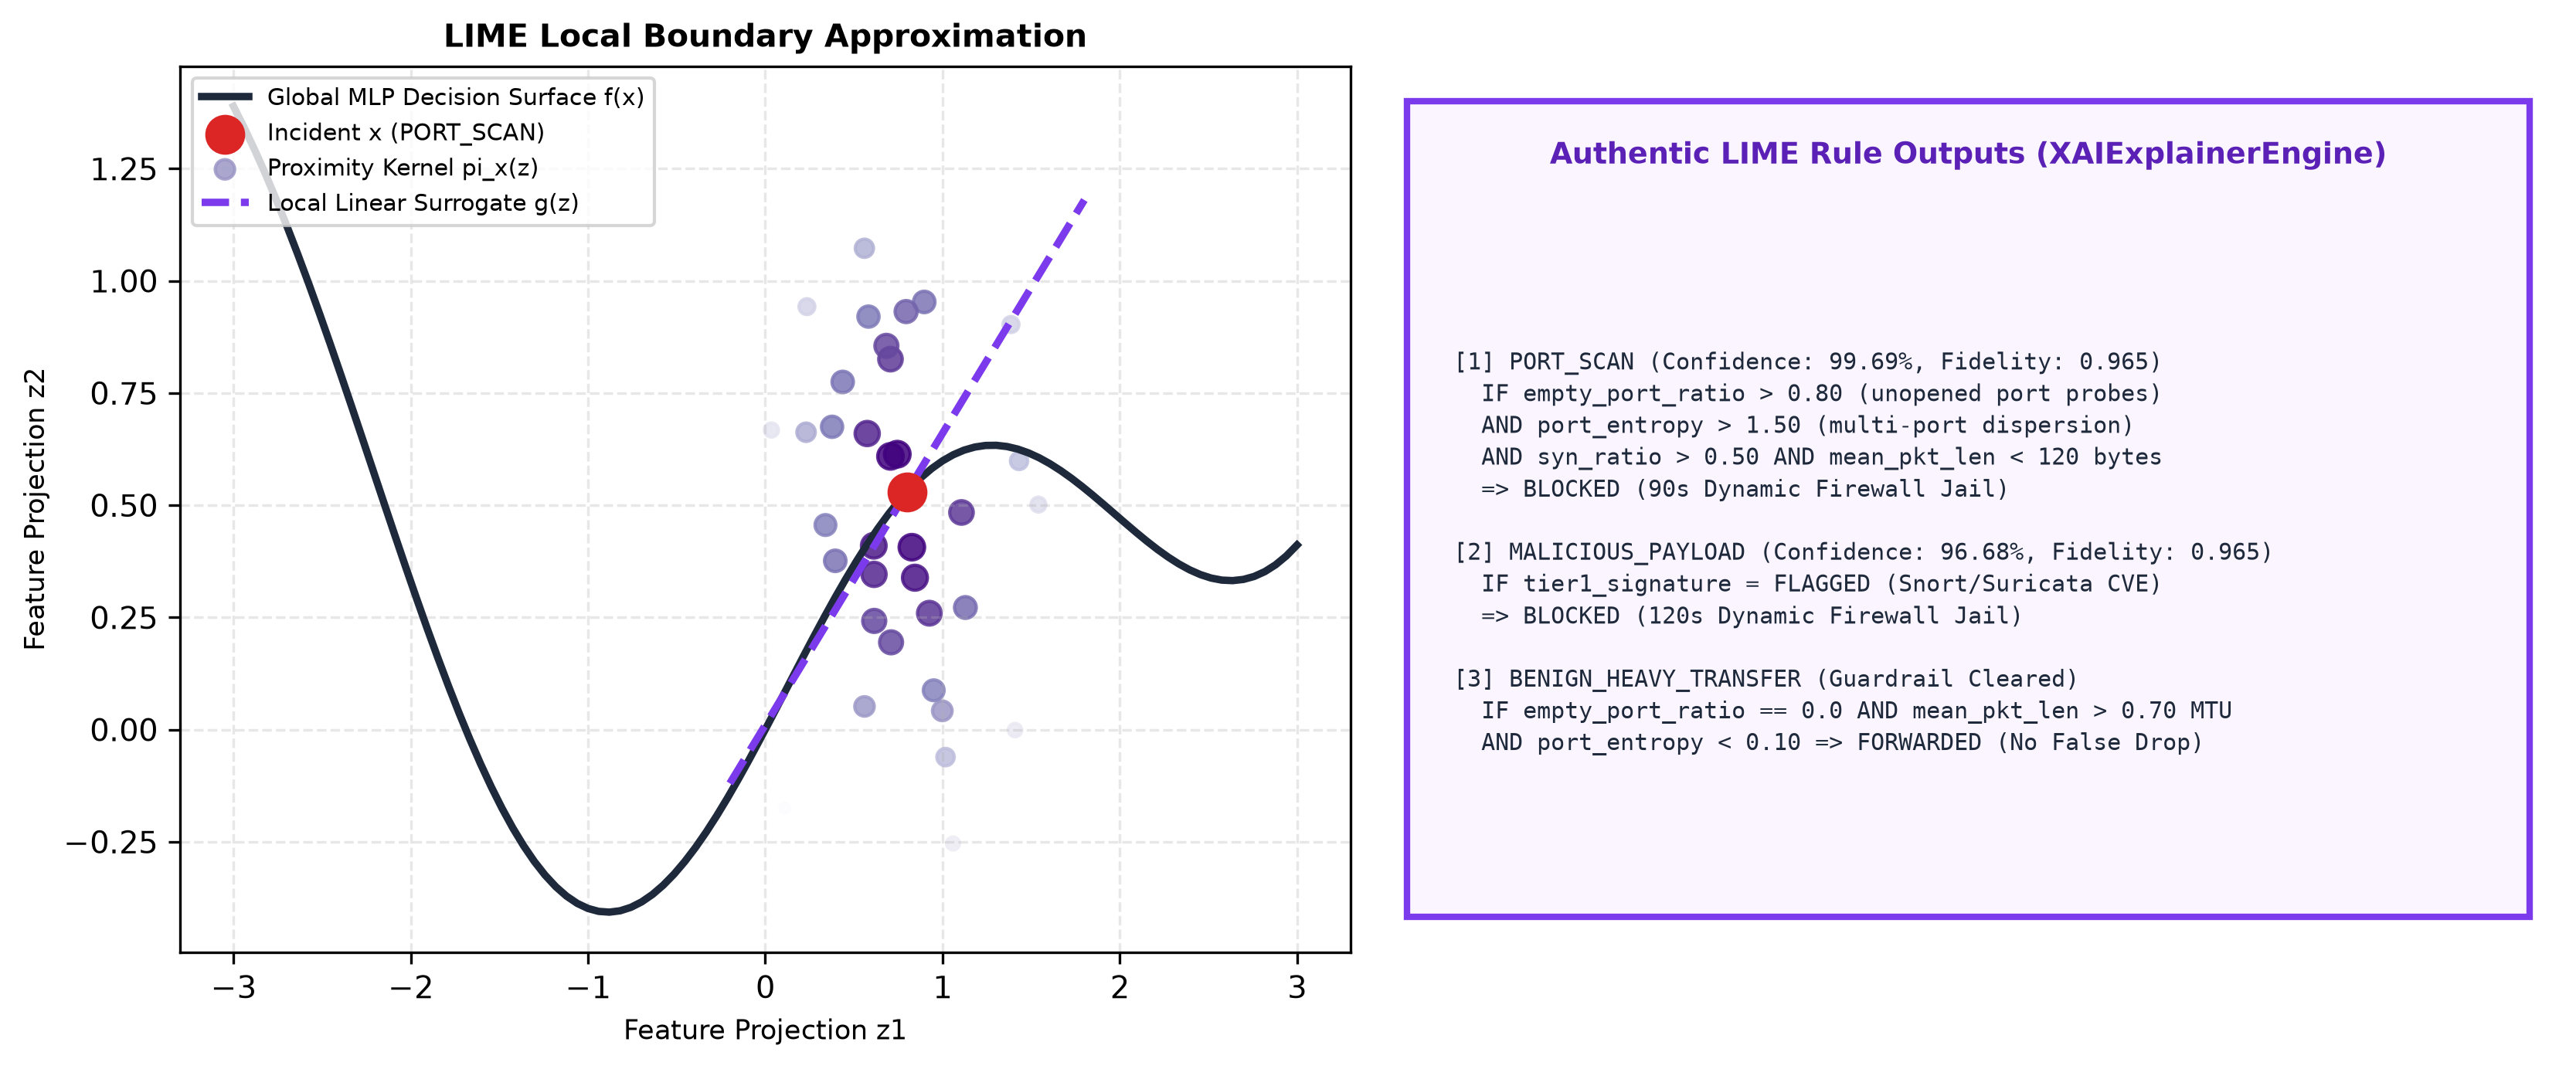 LIME Local Boundary Approximation
Global MLP Decision Surface f(x)
Incident x (PORT_SCAN)
Proximity Kernel pi_x(z)
Local Linear Surrogate g(z)
1.25
1.00
0.75
0.50
0.25
0.00
−0.25
Feature Projection z2
−3
−2
−1
0
1
2
3
Feature Projection z1
Authentic LIME Rule Outputs (XAIExplainerEngine)
[1] PORT_SCAN (Confidence: 99.69%, Fidelity: 0.965)
IF empty_port_ratio > 0.80 (unopened port probes)
AND port_entropy > 1.50 (multi-port dispersion)
AND syn_ratio > 0.50 AND mean_pkt_len < 120 bytes
=> BLOCKED (90s Dynamic Firewall Jail)
[2] MALICIOUS_PAYLOAD (Confidence: 96.68%, Fidelity: 0.965)
IF tier1_signature = FLAGGED (Snort/Suricata CVE)
=> BLOCKED (120s Dynamic Firewall Jail)
[3] BENIGN_HEAVY_TRANSFER (Guardrail Cleared)
IF empty_port_ratio == 0.0 AND mean_pkt_len > 0.70 MTU
AND port_entropy < 0.10 => FORWARDED (No False Drop)